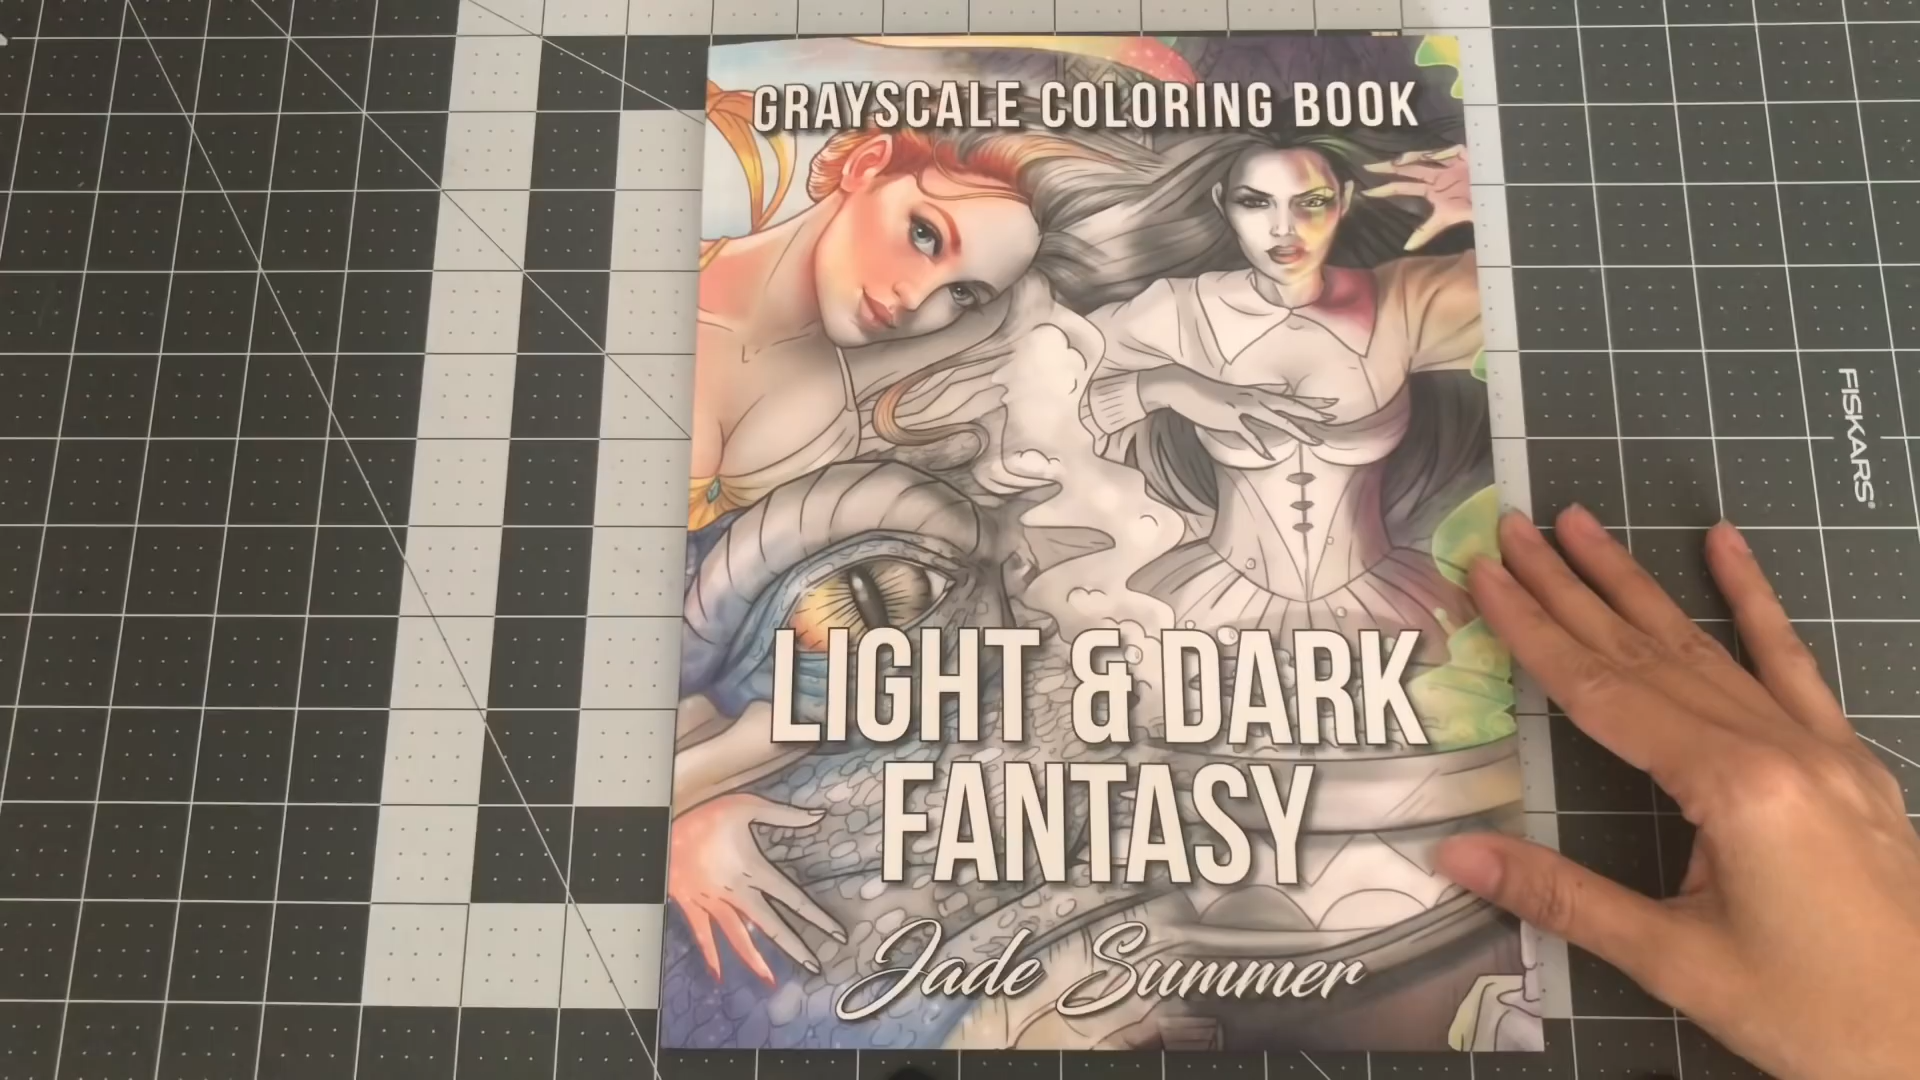 GRAYSCALE COLORING BOOK
LIGHT & DARK
FANTASY
Jade Summer
FISKARS®